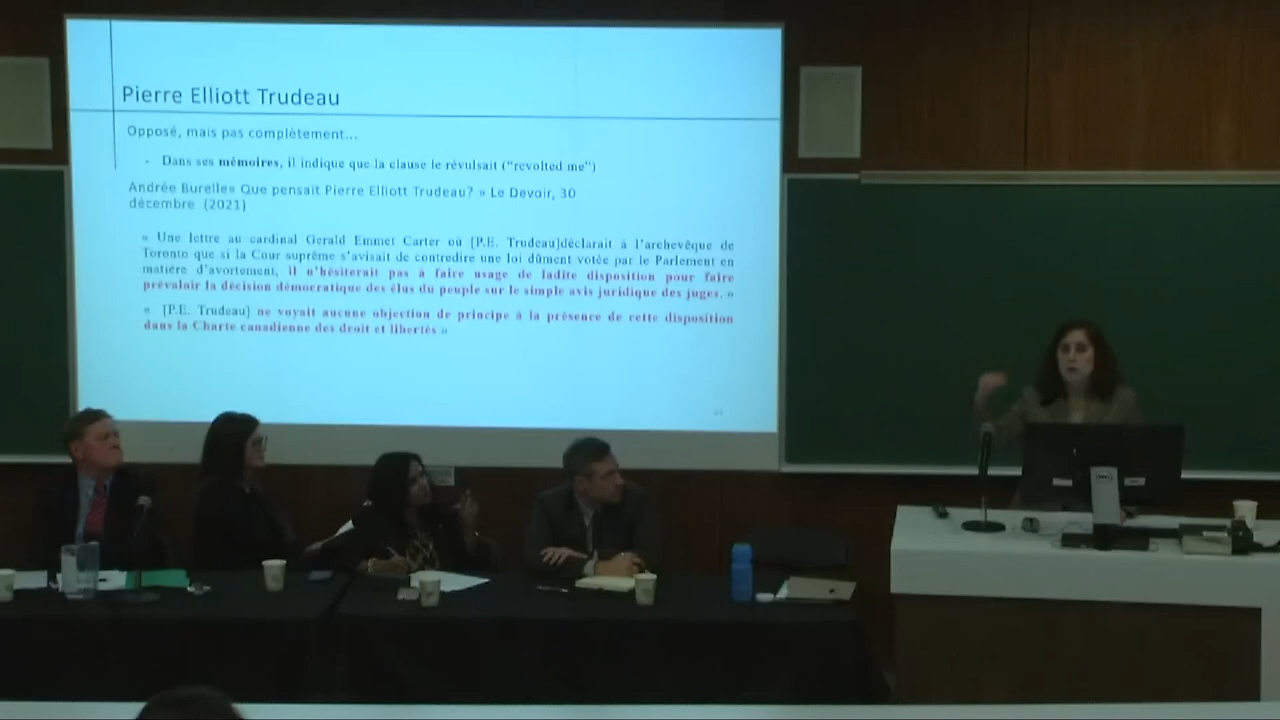 Pierre Elliott Trudeau
Opposé, mais pas complètement...
- Dans ses mémoires, il indique que la clause le révulsait ("revolted me")
Andrée Burelle« Que pensait Pierre Elliott Trudeau? » Le Devoir, 30
décembre (2021)
« Une lettre au cardinal Gerald Emmet Carter où [P.E. Trudeau]déclarait à l'archevêque de
Toronto que si la Cour suprême s'avisait de contredire une loi dûment votée par le Parlement en
matière d'avortement, il n'hésiterait pas à faire usage de ladite disposition pour faire
prévaloir la décision démocratique des élus du peuple sur le simple avis juridique des juges. »
« [P.E. Trudeau] ne voyait aucune objection de principe à la présence de cette disposition
dans la Charte canadienne des droit et libertés »